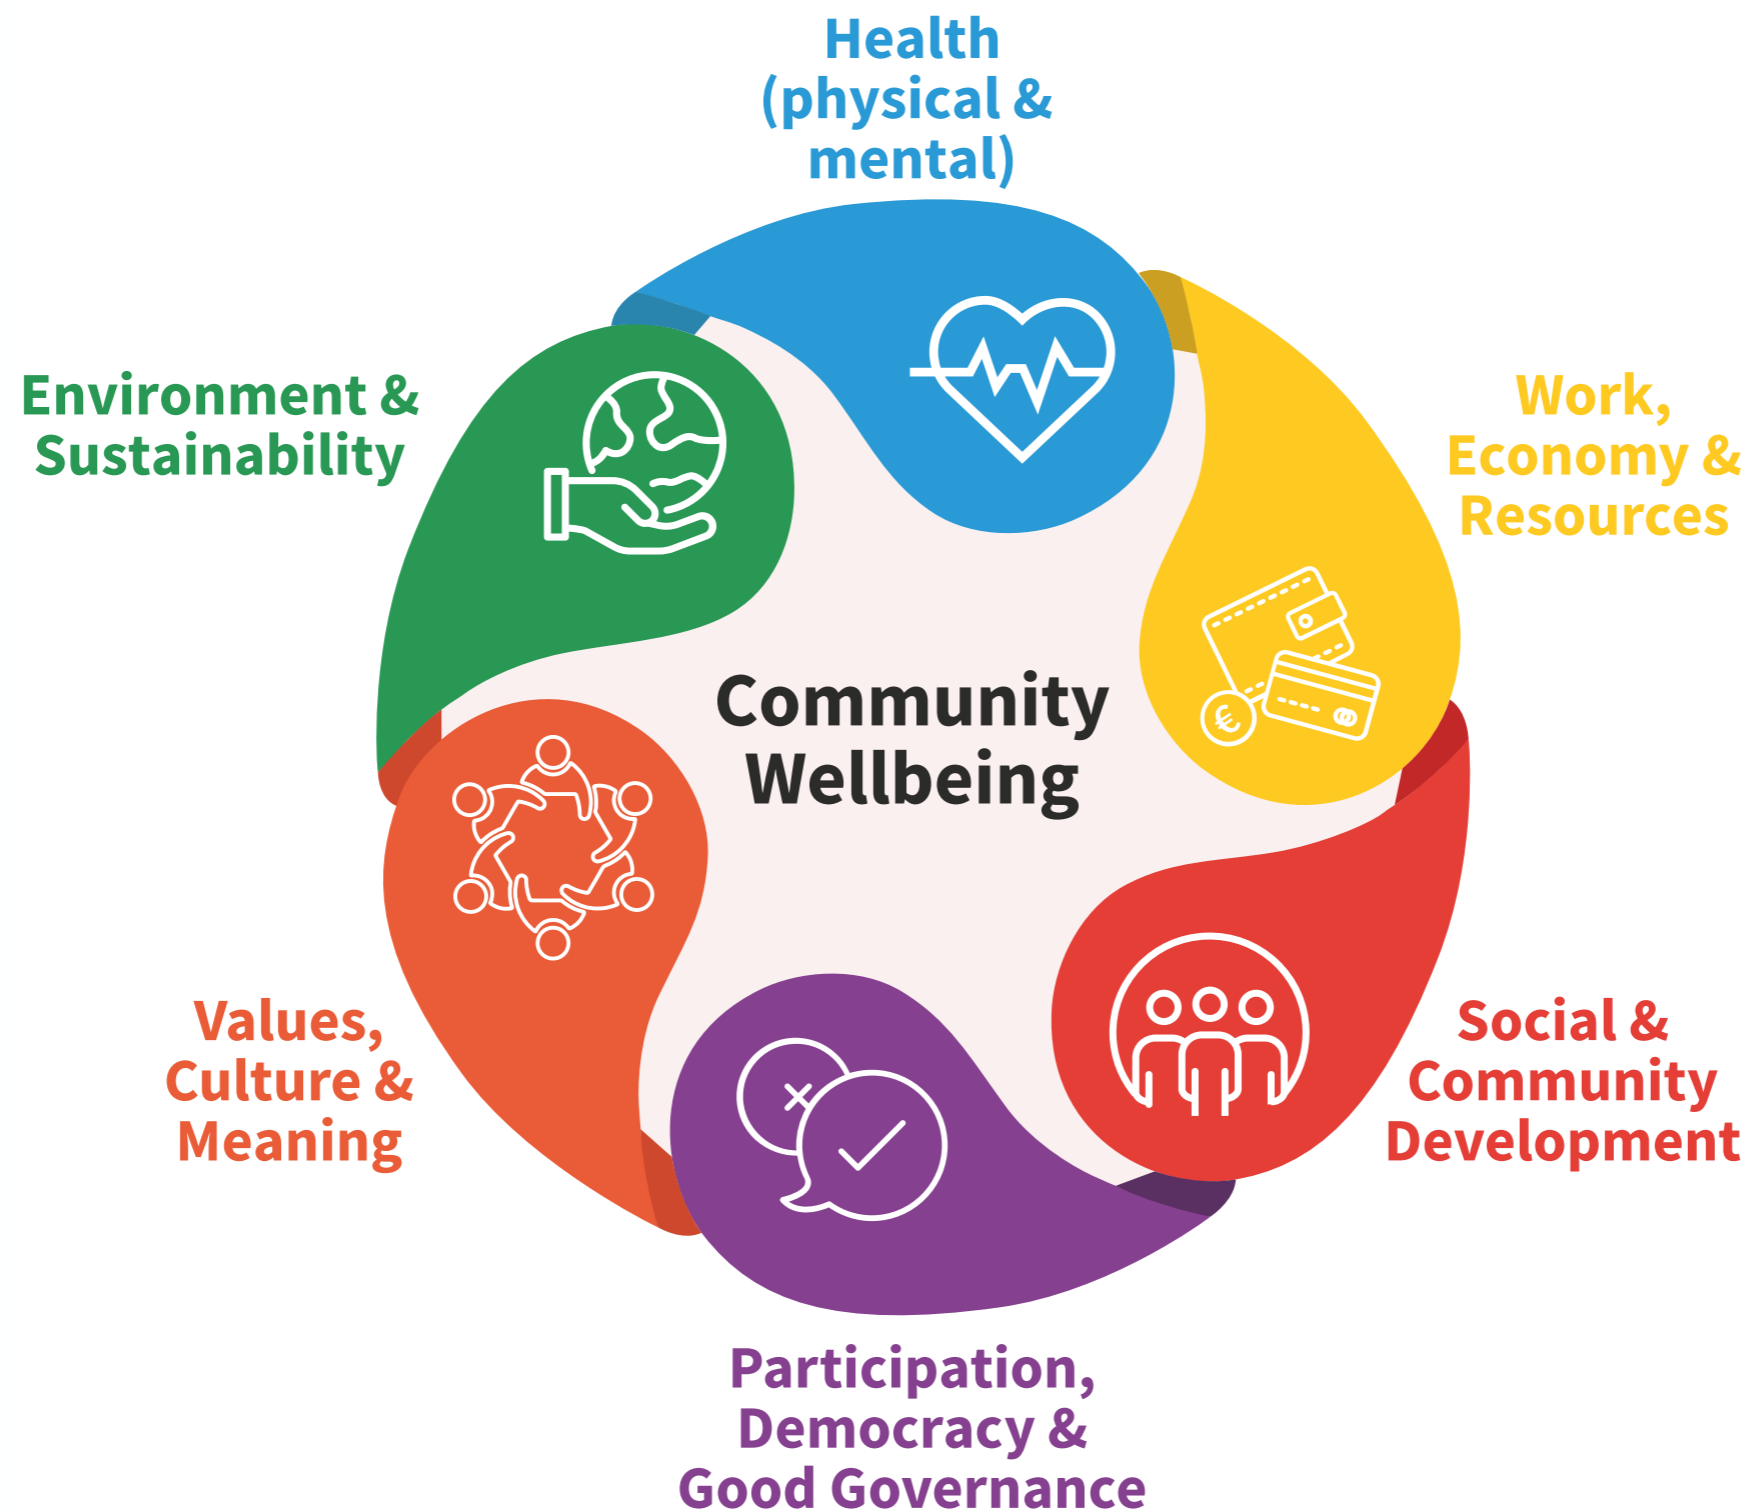 Health
(physical &
mental)
Environment &
Sustainability
Work,
Economy &
Resources
€
Community
Wellbeing
Values,
Culture &
Meaning
Social &
Community
Development
Participation,
Democracy &
Good Governance